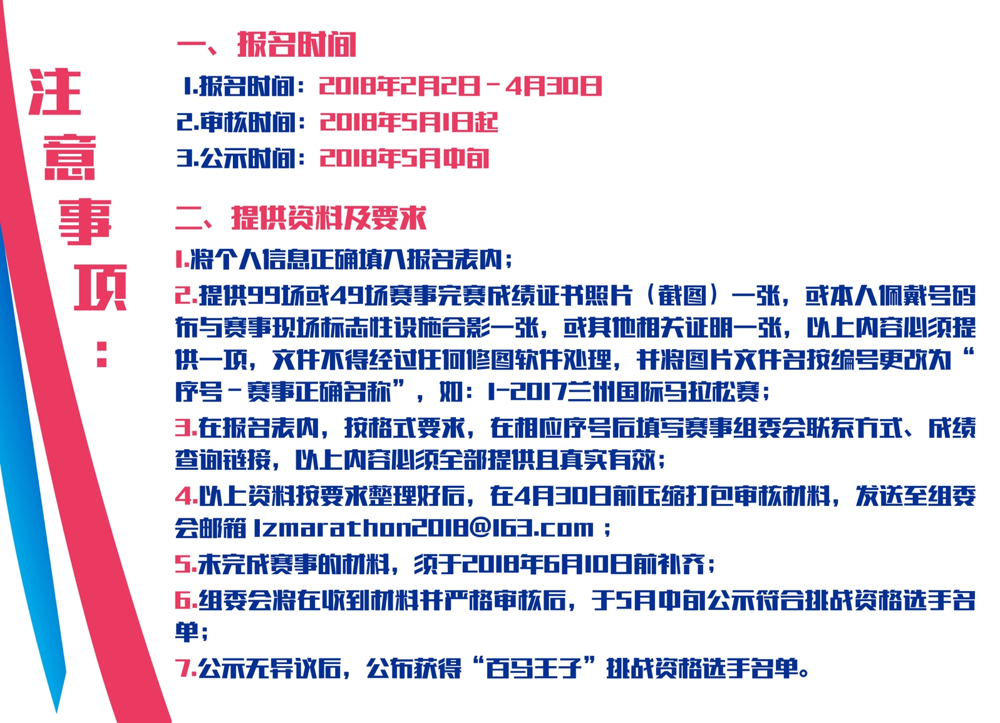 注意事项：
一、报名时间
1.报名时间：2018年2月2日－4月30日
2.审核时间：2018年5月1日起
3.公示时间：2018年5月中旬
二、提供资料及要求
1.将个人信息正确填入报名表内；
2.提供99场或49场赛事完赛成绩证书照片（截图）一张，或本人佩戴号码
布与赛事现场标志性设施合影一张，或其他相关证明一张，以上内容必须提
供一项，文件不得经过任何修图软件处理，并将图片文件名按编号更改为“
序号－赛事正确名称”，如：1-2017兰州国际马拉松赛；
3.在报名表内，按格式要求，在相应序号后填写赛事组委会联系方式、成绩
查询链接，以上内容必须全部提供且真实有效；
4.以上资料按要求整理好后，在4月30日前压缩打包审核材料，发送至组委
会邮箱 lzmarathon2018@163.com ；
5.未完成赛事的材料，须于2018年6月10日前补齐；
6.组委会将在收到材料并严格审核后，于5月中旬公示符合挑战资格选手名
单；
7.公示无异议后，公布获得“百马王子”挑战资格选手名单。